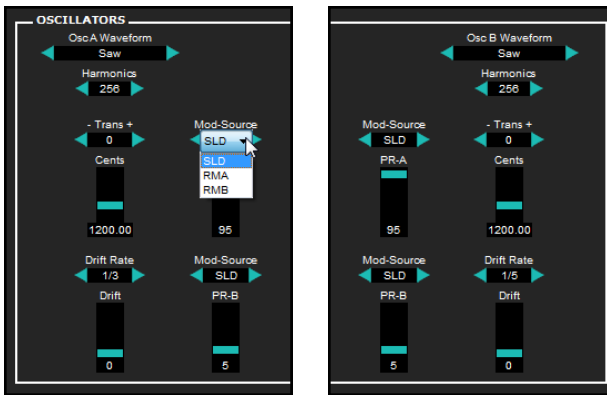 OSCILLATORS
Osc A Waveform
Saw
Harmonics
256
- Trans +
0
Mod-Source
SLD
SLD
RMA
RMB
Cents
1200.00
95
Drift Rate
1/3
Mod-Source
SLD
Drift
PR-B
0
5
Osc B Waveform
Saw
Harmonics
256
Mod-Source
SLD
- Trans +
0
PR-A
Cents
95
1200.00
Mod-Source
SLD
Drift Rate
1/5
PR-B
Drift
5
0